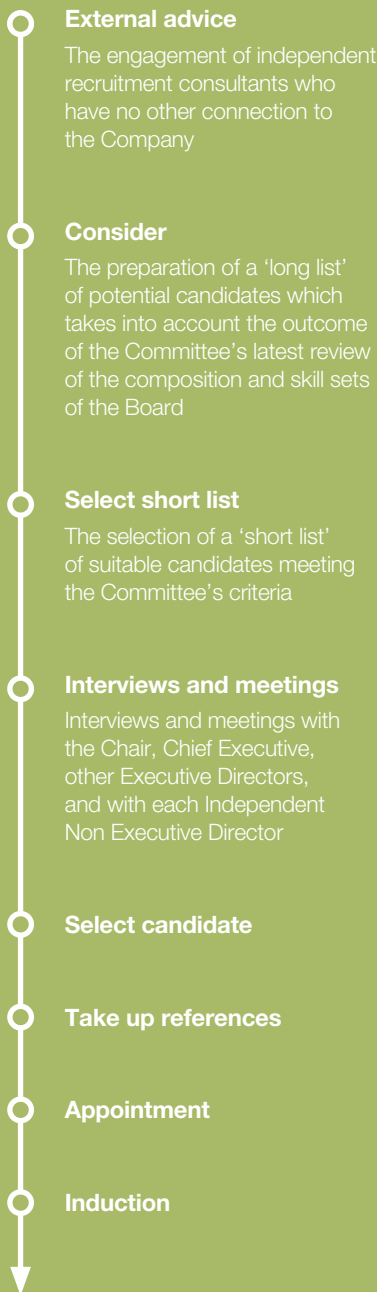 External advice
The engagement of independent
recruitment consultants who
have no other connection to
the Company
Consider
The preparation of a ‘long list’
of potential candidates which
takes into account the outcome
of the Committee’s latest review
of the composition and skill sets
of the Board
Select short list
The selection of a ‘short list’
of suitable candidates meeting
the Committee’s criteria
Interviews and meetings
Interviews and meetings with
the Chair, Chief Executive,
other Executive Directors,
and with each Independent
Non Executive Director
Select candidate
Take up references
Appointment
Induction